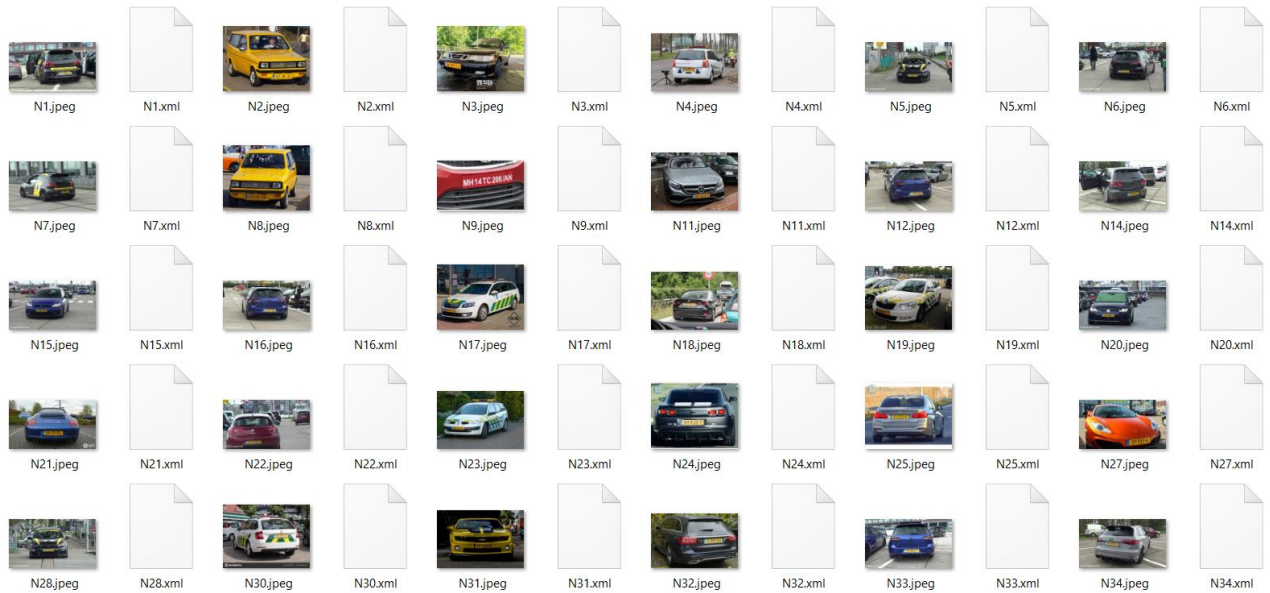 N1.jpeg N1.xml N2.jpeg N2.xml N3.jpeg N3.xml N4.jpeg N4.xml N5.jpeg N5.xml N6.jpeg N6.xml
MH14TC 206/AN
N7.jpeg N7.xml N8.jpeg N8.xml N9.jpeg N9.xml N11.jpeg N11.xml N12.jpeg N12.xml N14.jpeg N14.xml
N15.jpeg N15.xml N16.jpeg N16.xml N17.jpeg N17.xml N18.jpeg N18.xml N19.jpeg N19.xml N20.jpeg N20.xml
N21.jpeg N21.xml N22.jpeg N22.xml N23.jpeg N23.xml N24.jpeg N24.xml N25.jpeg N25.xml N27.jpeg N27.xml
N28.jpeg N28.xml N30.jpeg N30.xml N31.jpeg N31.xml N32.jpeg N32.xml N33.jpeg N33.xml N34.jpeg N34.xml